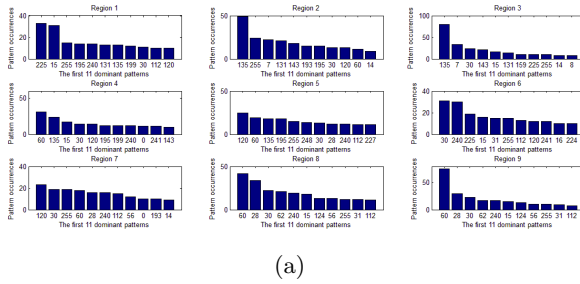 Region 1
Pattern occurrences
40
20
0
225 15 255 195 240 131 135 199 30 112 120
The first 11 dominant patterns
Region 2
Pattern occurrences
50
0
135 255 7 131 143 193 195 30 120 60 14
The first 11 dominant patterns
Region 3
Pattern occurrences
100
50
0
135 7 30 143 15 131 159 225 255 14 8
The first 11 dominant patterns
Region 4
Pattern occurrences
40
20
0
60 135 15 30 120 195 199 240 0 241 143
The first 11 dominant patterns
Region 5
Pattern occurrences
50
0
120 60 195 15 255 193 30 28 240 112 227
The first 11 dominant patterns
Region 6
Pattern occurrences
40
20
0
30 240 225 15 31 255 112 120 241 16 224
The first 11 dominant patterns
Region 7
Pattern occurrences
40
20
0
120 30 255 60 28 240 112 56 0 193 14
The first 11 dominant patterns
Region 8
Pattern occurrences
50
0
60 28 30 62 240 15 124 56 255 31 112
The first 11 dominant patterns
Region 9
Pattern occurrences
50
0
60 28 30 62 240 15 124 56 255 31 112
The first 11 dominant patterns
(a)